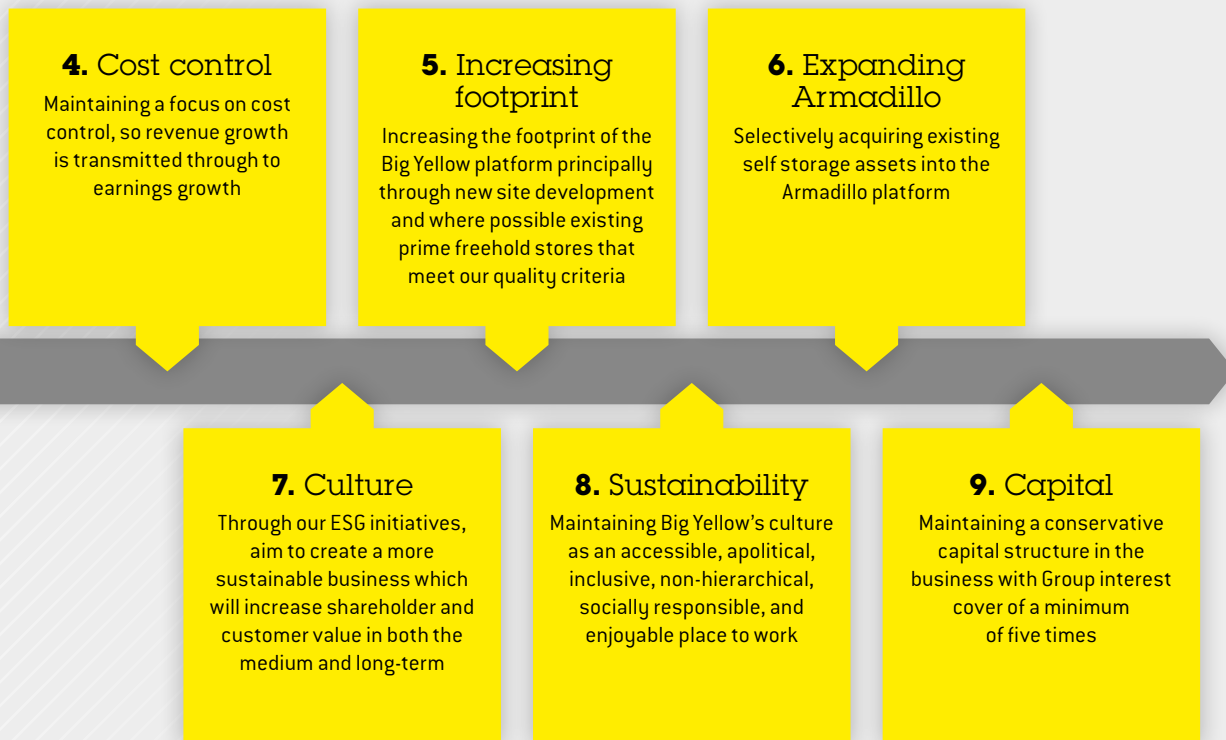 4. Cost control
Maintaining a focus on cost
control, so revenue growth
is transmitted through to
earnings growth
5. Increasing
footprint
Increasing the footprint of the
Big Yellow platform principally
through new site development
and where possible existing
prime freehold stores that
meet our quality criteria
6. Expanding
Armadillo
Selectively acquiring existing
self storage assets into the
Armadillo platform
7. Culture
Through our ESG initiatives,
aim to create a more
sustainable business which
will increase shareholder and
customer value in both the
medium and long-term
8. Sustainability
Maintaining Big Yellow's culture
as an accessible, apolitical,
inclusive, non-hierarchical,
socially responsible, and
enjoyable place to work
9. Capital
Maintaining a conservative
capital structure in the
business with Group interest
cover of a minimum
of five times